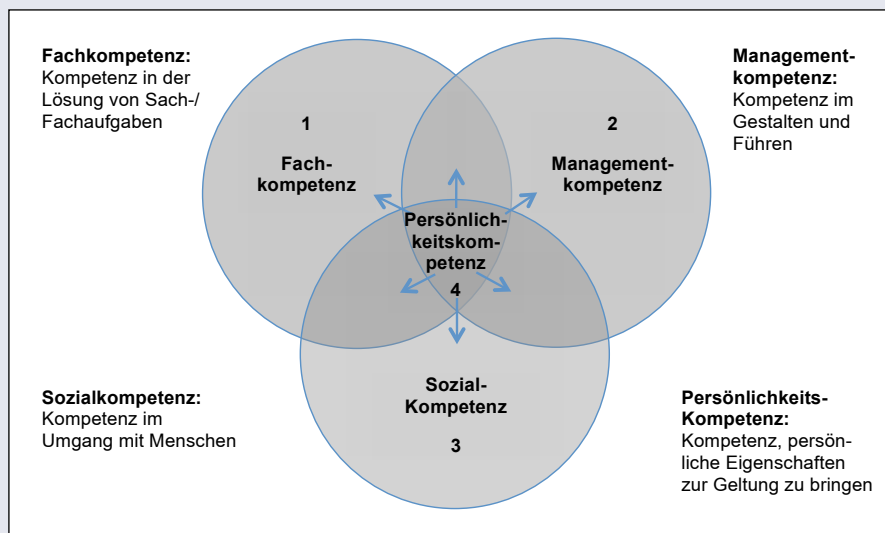 Fachkompetenz:
Kompetenz in der
Lösung von Sach-/
Fachaufgaben
Management-
kompetenz:
Kompetenz im
Gestalten und
Führen
1
Fach-
kompetenz
2
Management-
kompetenz
Persönlich-
keitskom-
petenz
4
Sozial-
Kompetenz
3
Sozialkompetenz:
Kompetenz im
Umgang mit Menschen
Persönlichkeits-
Kompetenz:
Kompetenz, persön-
liche Eigenschaften
zur Geltung zu bringen